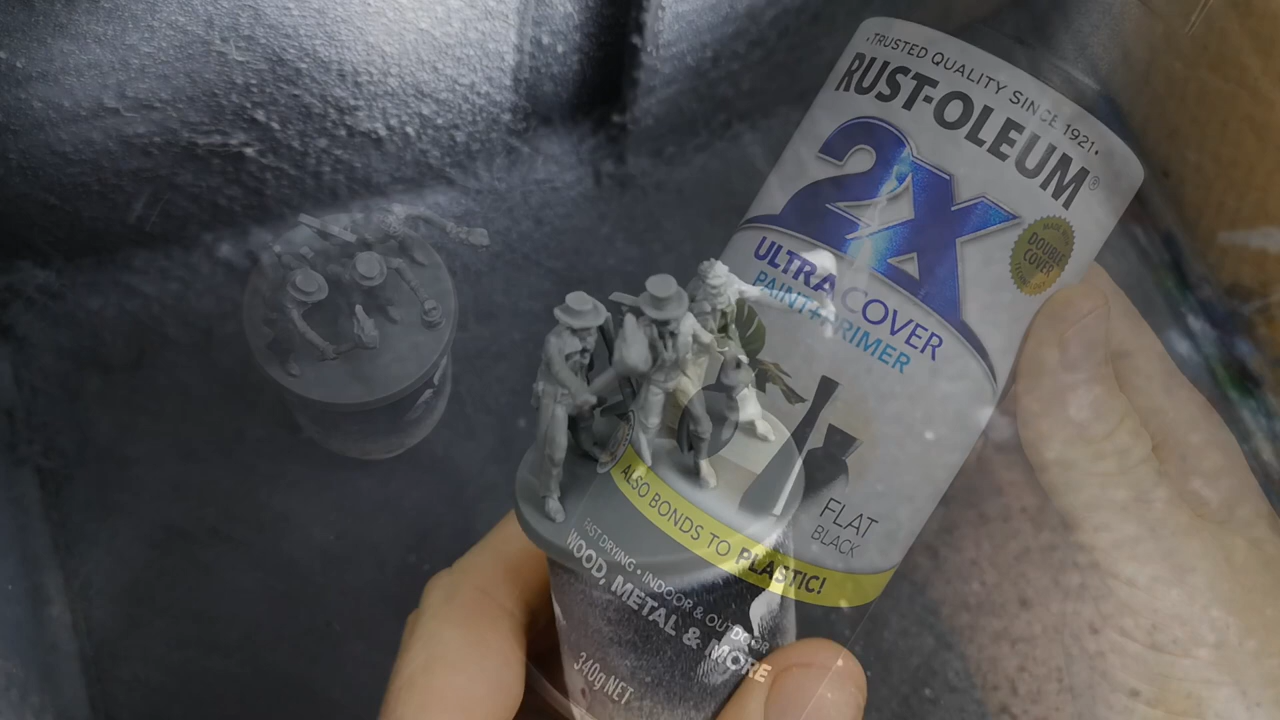 •TRUSTED QUALITY SINCE 1921•
RUST-OLEUM®
2X
DOUBLE
COVER
ULTRA COVER
PAINT+PRIMER
FLAT
BLACK
ALSO BONDS TO PLASTIC!
FAST DRYING • INDOOR & OUTDOOR
WOOD, METAL & MORE
340g NET